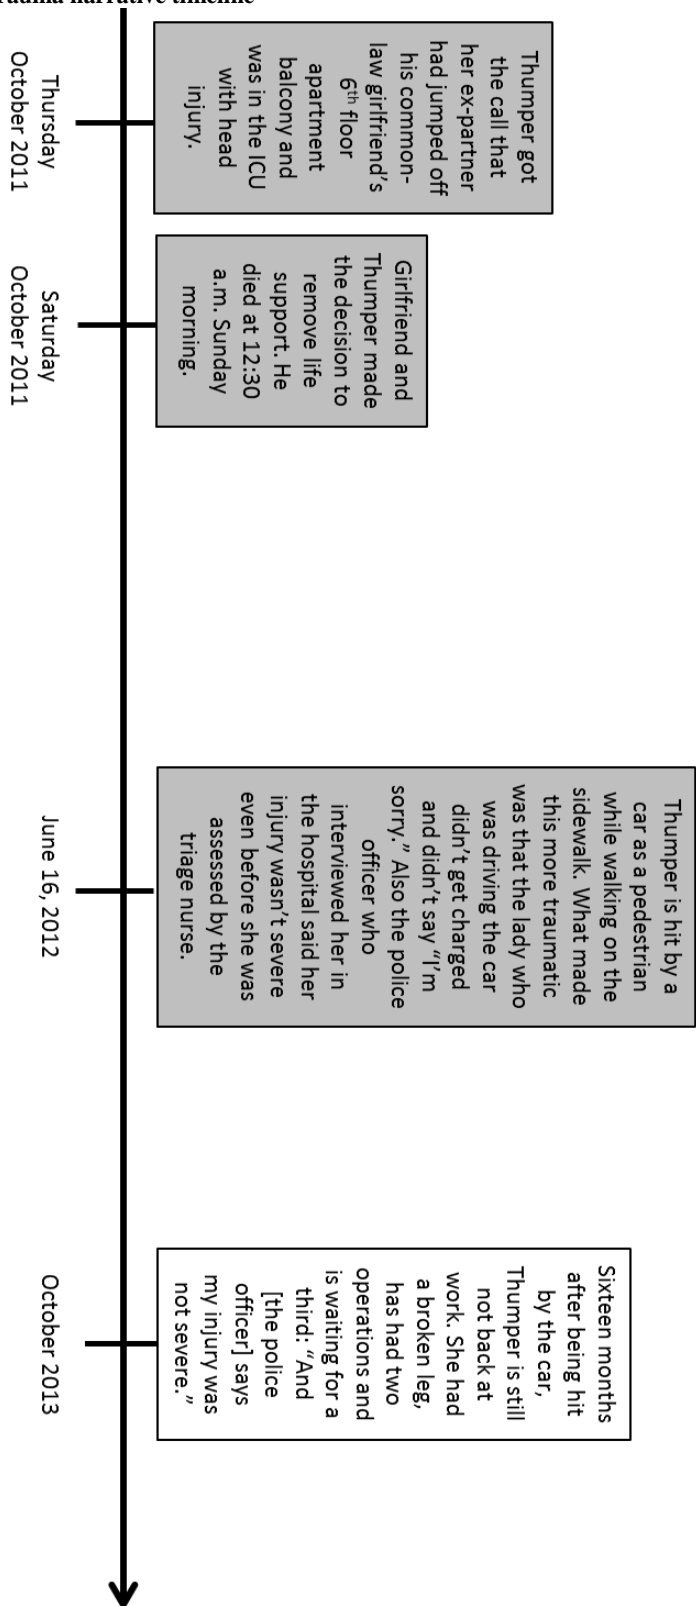 Trauma narrative timeline
Thumper got
the call that
her ex-partner
had jumped off
his common-
law girlfriend’s
6th floor
apartment
balcony and
was in the ICU
with head
injury.
Thursday
October 2011
Girlfriend and
Thumper made
the decision to
remove life
support. He
died at 12:30
a.m. Sunday
morning.
Saturday
October 2011
Thumper is hit by a
car as a pedestrian
while walking on the
sidewalk. What made
this more traumatic
was that the lady who
was driving the car
didn’t get charged
and didn’t say “I’m
sorry.” Also the police
officer who
interviewed her in
the hospital said her
injury wasn’t severe
even before she was
assessed by the
triage nurse.
June 16, 2012
Sixteen months
after being hit
by the car,
Thumper is still
not back at
work. She had
a broken leg,
has had two
operations and
is waiting for a
third: “And
[the police
officer] says
my injury was
not severe.”
October 2013